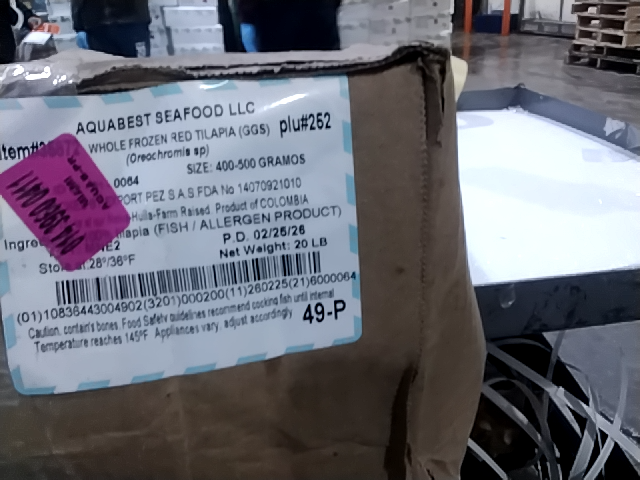 AQUABEST SEAFOOD LLC
WHOLE FROZEN RED TILAPIA (GGS) plu#252
(Oreochromis sp)
SIZE: 400-500 GRAMOS
0064
PORT PEZ S.A.S.FDA No 14070921010
Huila-Farm Raised. Product of COLOMBIA
(FISH / ALLERGEN PRODUCT)
P.D. 02/25/26
Net Weight: 20 LB
28º/36ºF
(01)10836443004902(3201)000200(11)260225(21)6000064
Caution, contains bones. Food Safety guidelines recommend cooking fish until internal
Temperature reaches 145ºF. Appliances vary, adjust accordingly
49-P